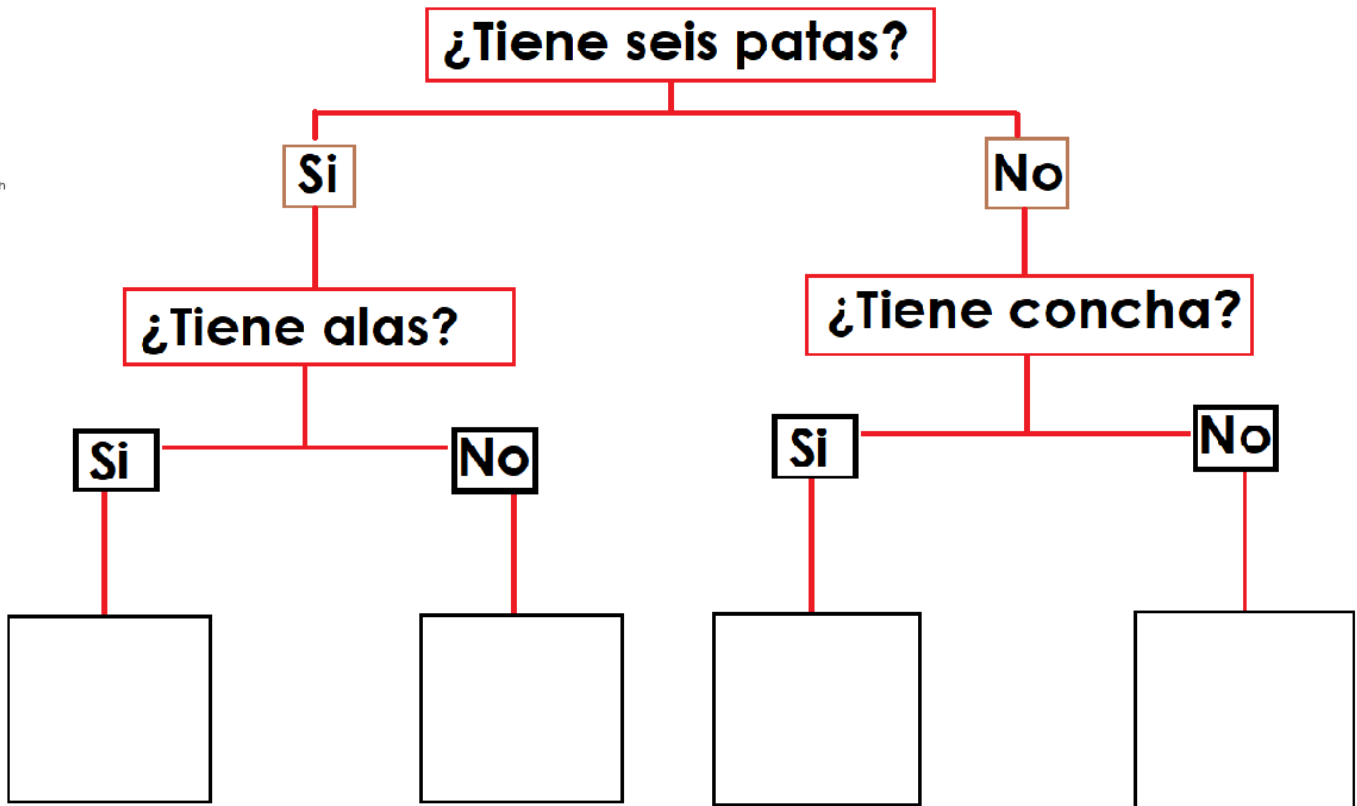 ¿Tiene seis patas?
Si
No
h
¿Tiene alas?
¿Tiene concha?
Si
No
Si
No